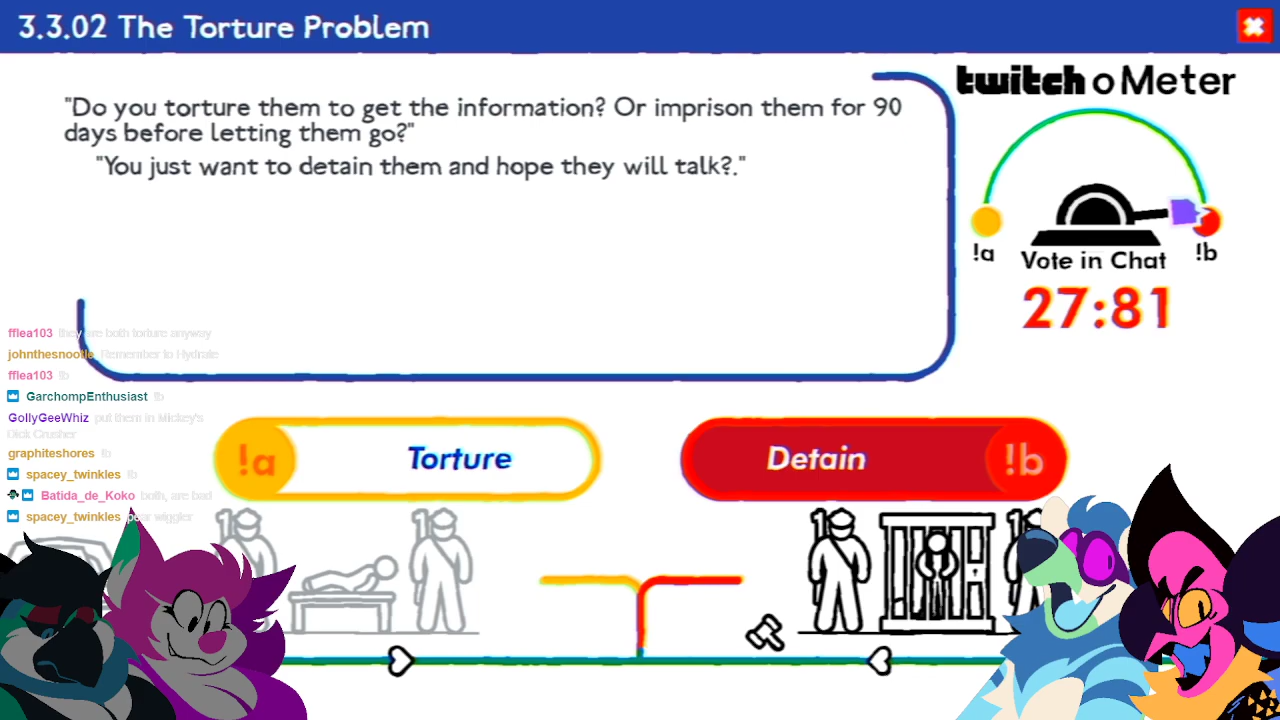 3.3.02 The Torture Problem
"Do you torture them to get the information? Or imprison them for 90
days before letting them go?"
"You just want to detain them and hope they will talk?."
twitch o Meter
!a
!b
Vote in Chat
27:81
fflea103 they are both torture anyway
johnthesnootle Remember to Hydrate
fflea103 !b
GarchompEnthusiast !b
GollyGeeWhiz put them in Mickey's
Dick Crusher
graphiteshores !b
spacey_twinkles !b
Batida_de_Koko both, are bad
spacey_twinkles pear wiggler
!a Torture
Detain !b